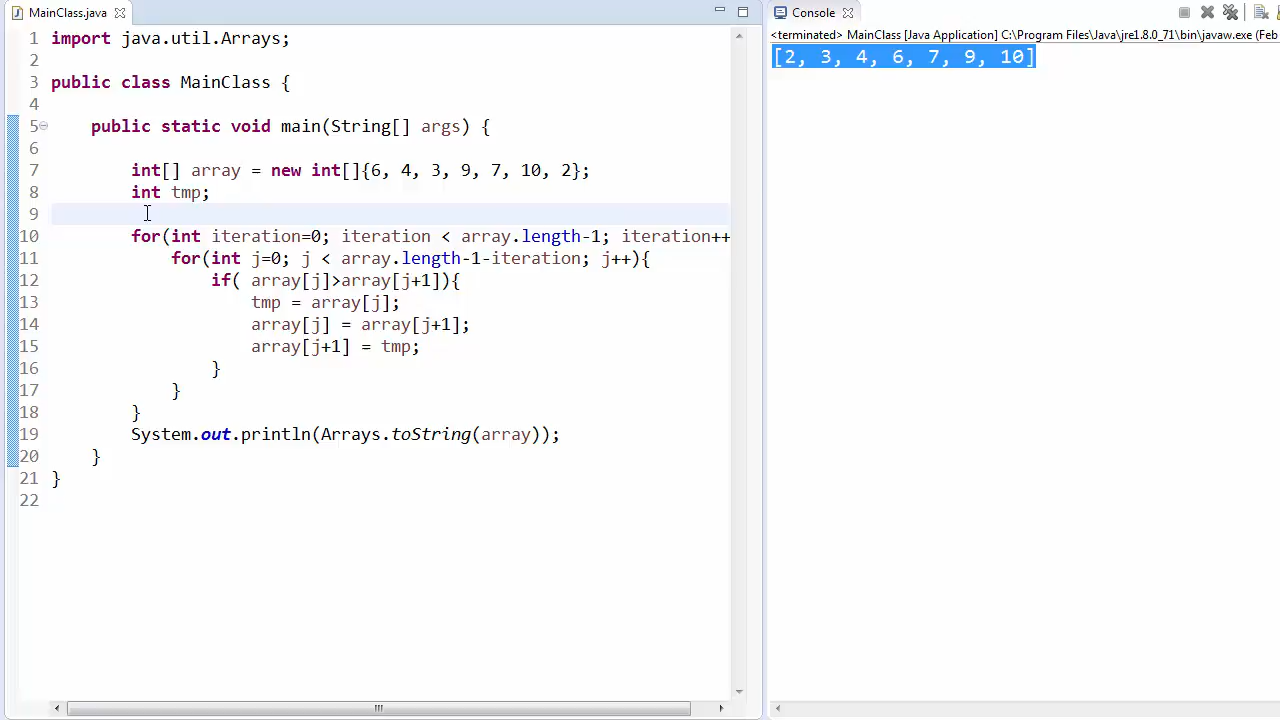 MainClass.java
1 import java.util.Arrays;
2
3 public class MainClass {
4
5 public static void main(String[] args) {
6
7 int[] array = new int[]{6, 4, 3, 9, 7, 10, 2};
8 int tmp;
9
10 for(int iteration=0; iteration < array.length-1; iteration++
11 for(int j=0; j < array.length-1-iteration; j++){
12 if( array[j]>array[j+1]){
13 tmp = array[j];
14 array[j] = array[j+1];
15 array[j+1] = tmp;
16 }
17 }
18 }
19 System.out.println(Arrays.toString(array));
20 }
21 }
22
Console
<terminated> MainClass [Java Application] C:\Program Files\Java\jre1.8.0_71\bin\javaw.exe (Feb
[2, 3, 4, 6, 7, 9, 10]